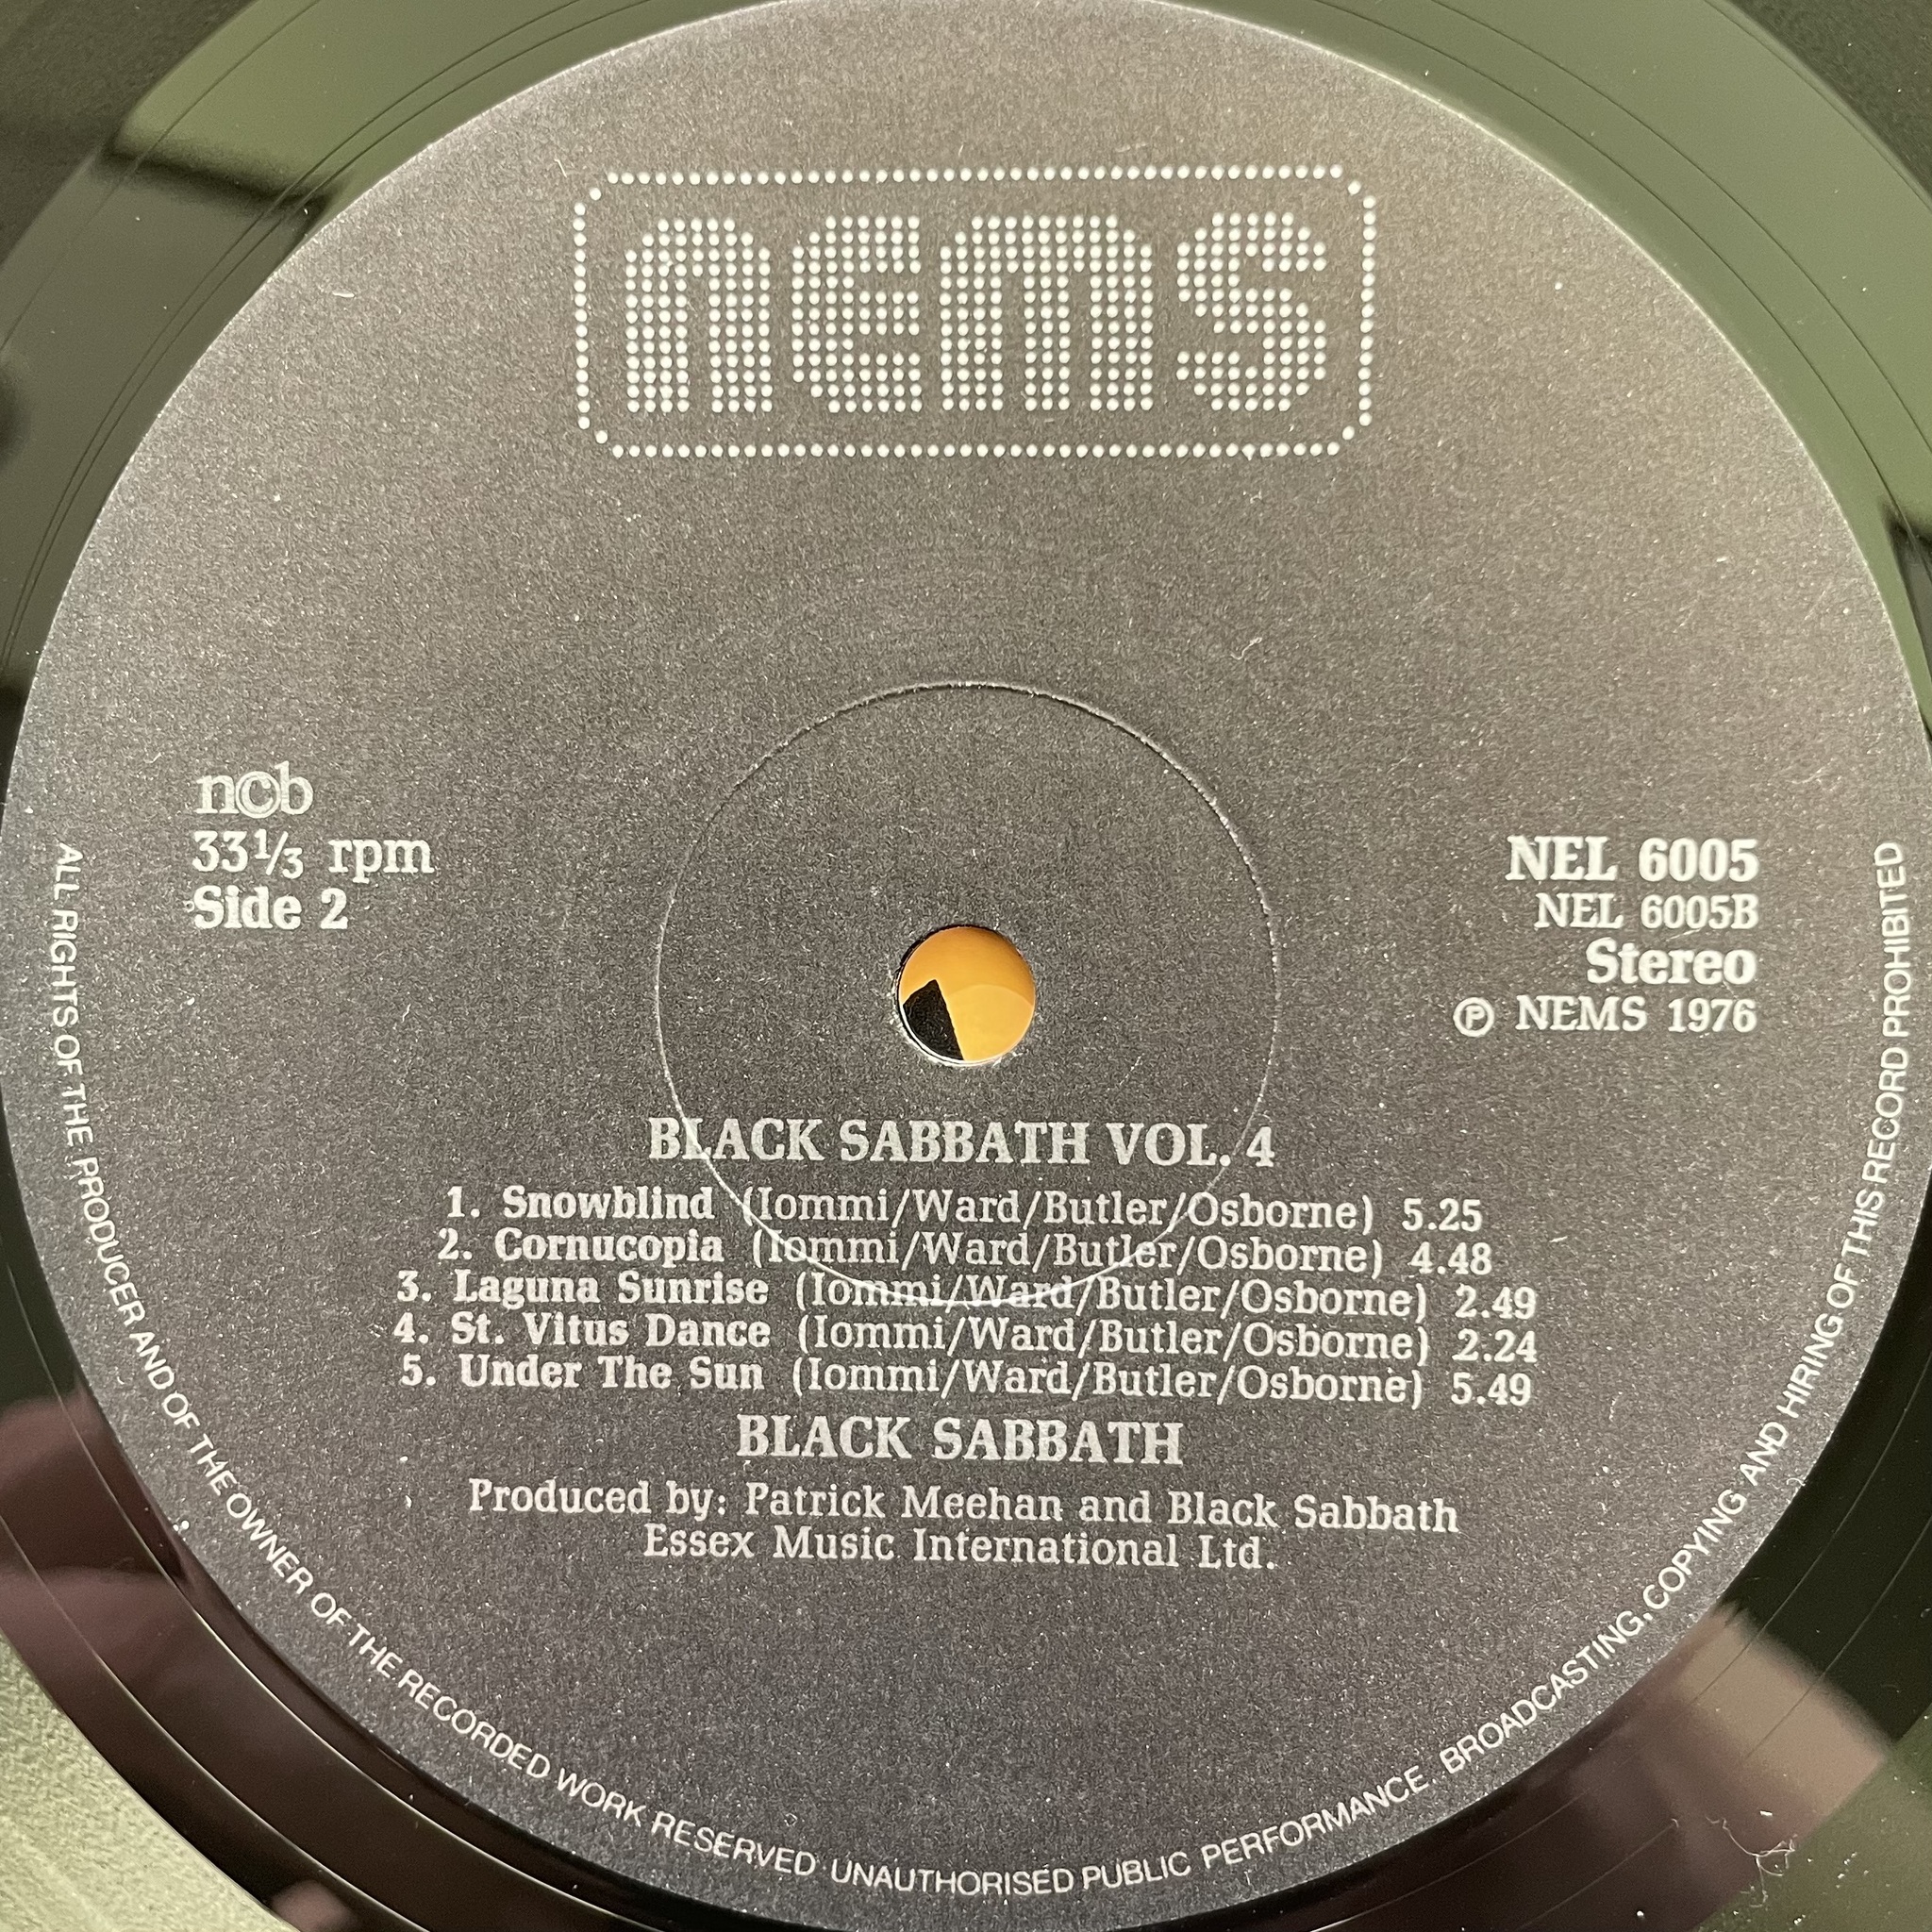 nems
n©b
33⅓ rpm
Side 2
NEL 6005
NEL 6005B
Stereo
℗ NEMS 1976
BLACK SABBATH VOL. 4
1. Snowblind (Iommi/Ward/Butler/Osborne) 5.25
2. Cornucopia (Iommi/Ward/Butler/Osborne) 4.48
3. Laguna Sunrise (Iommi/Ward/Butler/Osborne) 2.49
4. St. Vitus Dance (Iommi/Ward/Butler/Osborne) 2.24
5. Under The Sun (Iommi/Ward/Butler/Osborne) 5.49
BLACK SABBATH
Produced by: Patrick Meehan and Black Sabbath
Essex Music International Ltd.
ALL RIGHTS OF THE PRODUCER AND OF THE OWNER OF THE RECORDED WORK RESERVED UNAUTHORISED PUBLIC PERFORMANCE. BROADCASTING, COPYING AND HIRING OF THIS RECORD PROHIBITED